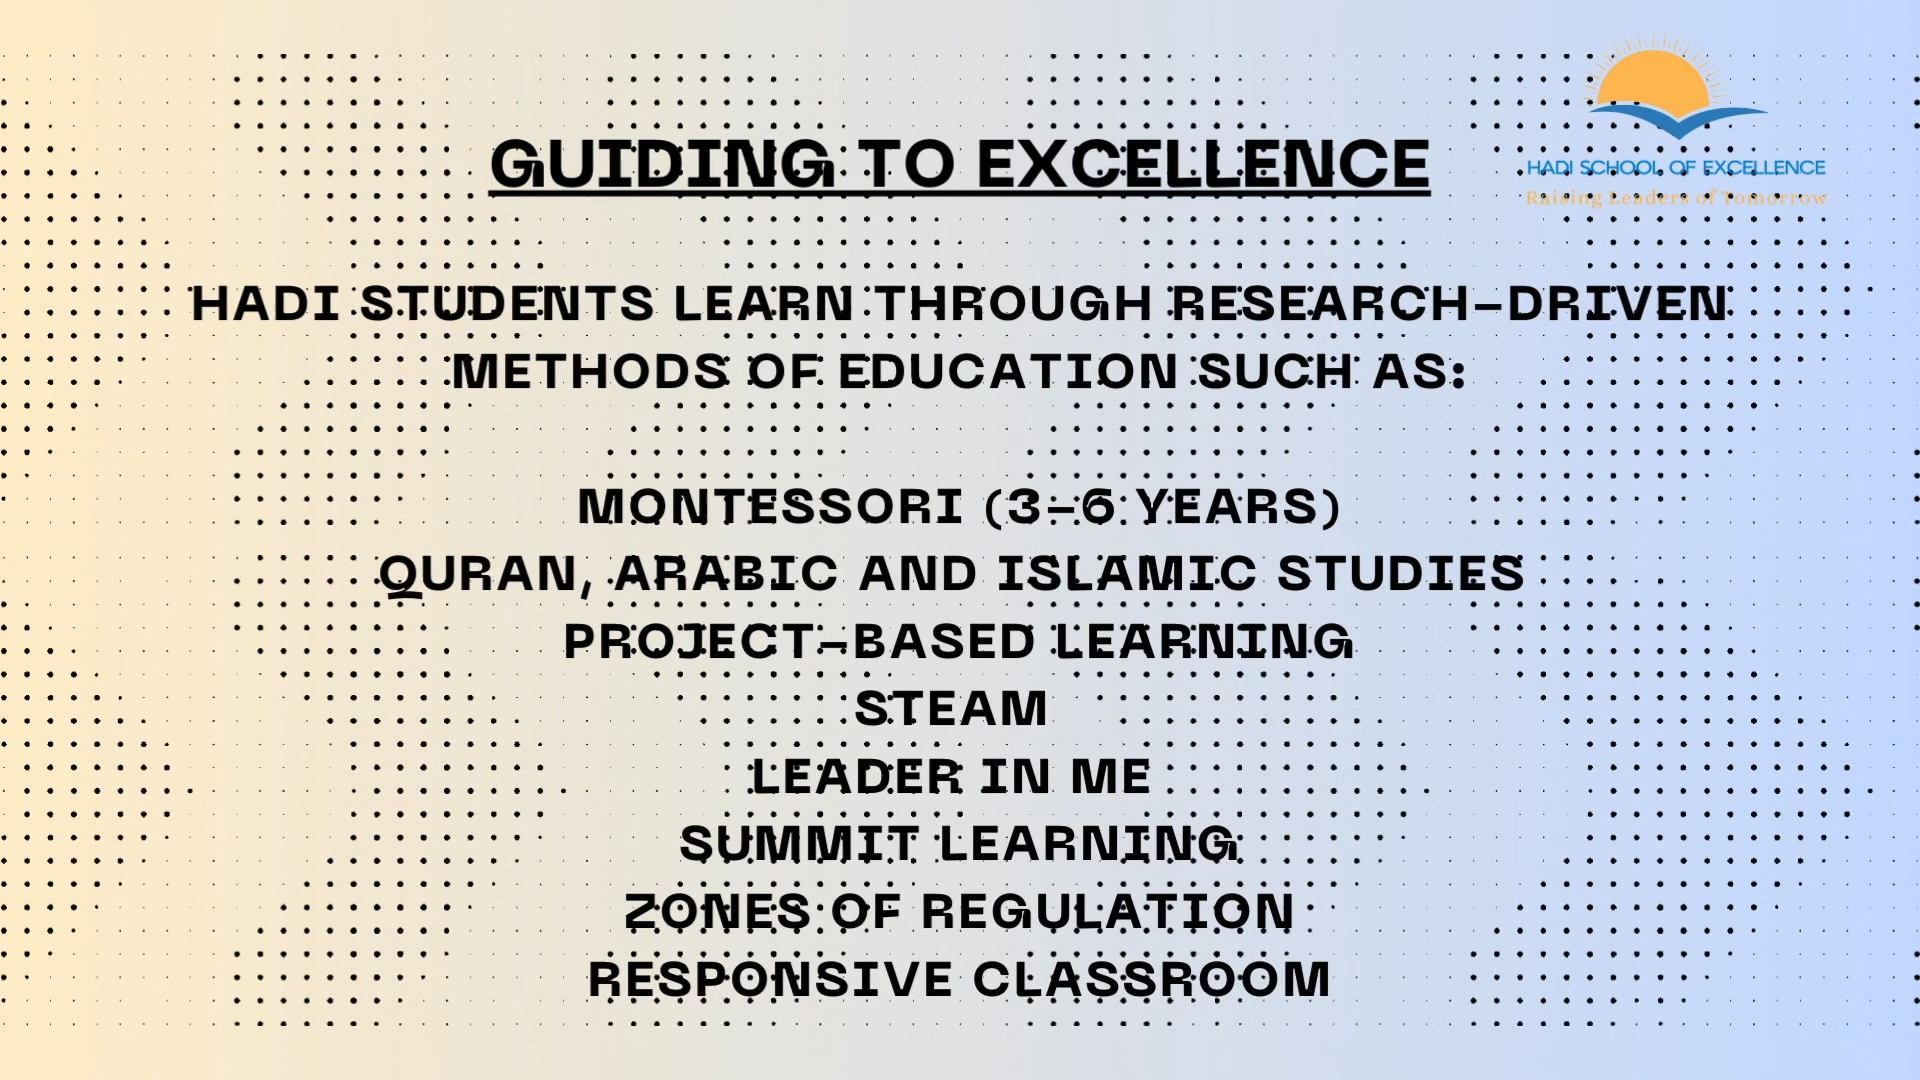 GUIDING TO EXCELLENCE
HADI SCHOOL OF EXCELLENCE
Raising Leaders of Tomorrow
HADI STUDENTS LEARN THROUGH RESEARCH-DRIVEN
METHODS OF EDUCATION SUCH AS:
MONTESSORI (3-6 YEARS)
QURAN, ARABIC AND ISLAMIC STUDIES
PROJECT-BASED LEARNING
STEAM
LEADER IN ME
SUMMIT LEARNING
ZONES OF REGULATION
RESPONSIVE CLASSROOM